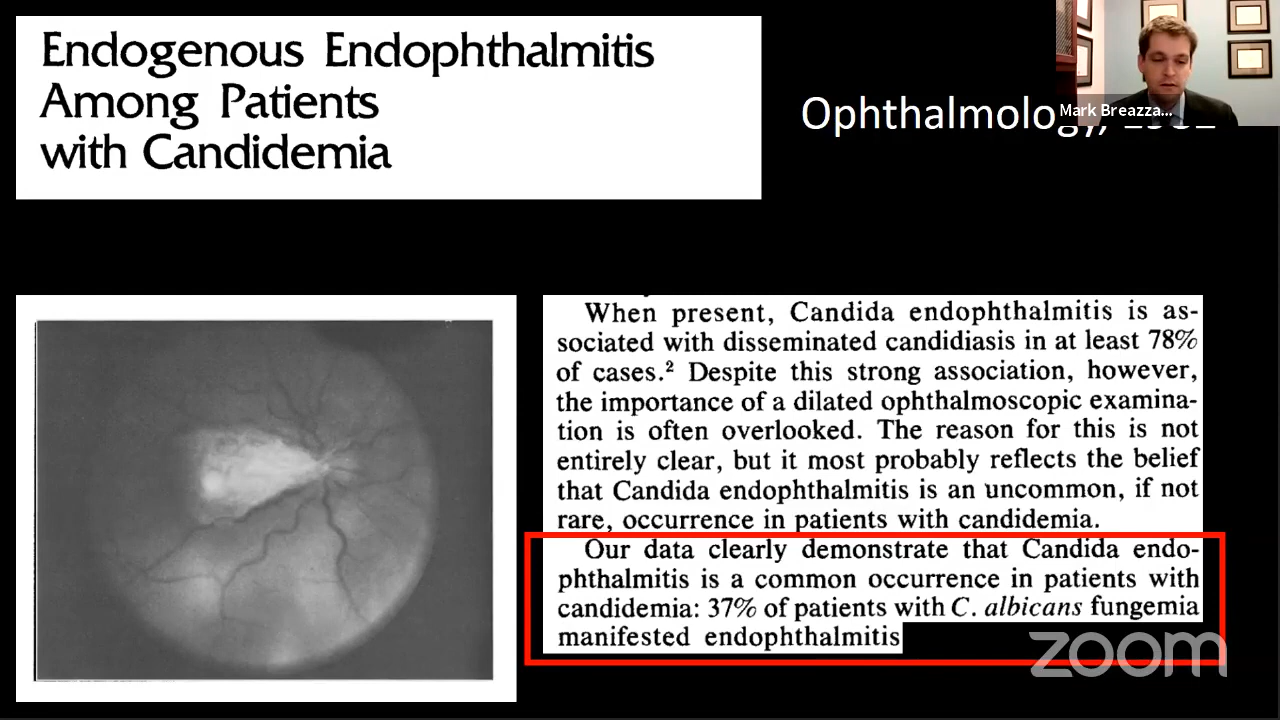 Endogenous Endophthalmitis
Among Patients
with Candidemia
Mark Breazza...
Ophthalmology,
When present, Candida endophthalmitis is as-
sociated with disseminated candidiasis in at least 78%
of cases.² Despite this strong association, however,
the importance of a dilated ophthalmoscopic examina-
tion is often overlooked. The reason for this is not
entirely clear, but it most probably reflects the belief
that Candida endophthalmitis is an uncommon, if not
rare, occurrence in patients with candidemia.
Our data clearly demonstrate that Candida endo-
phthalmitis is a common occurrence in patients with
candidemia: 37% of patients with C. albicans fungemia
manifested endophthalmitis
zoom